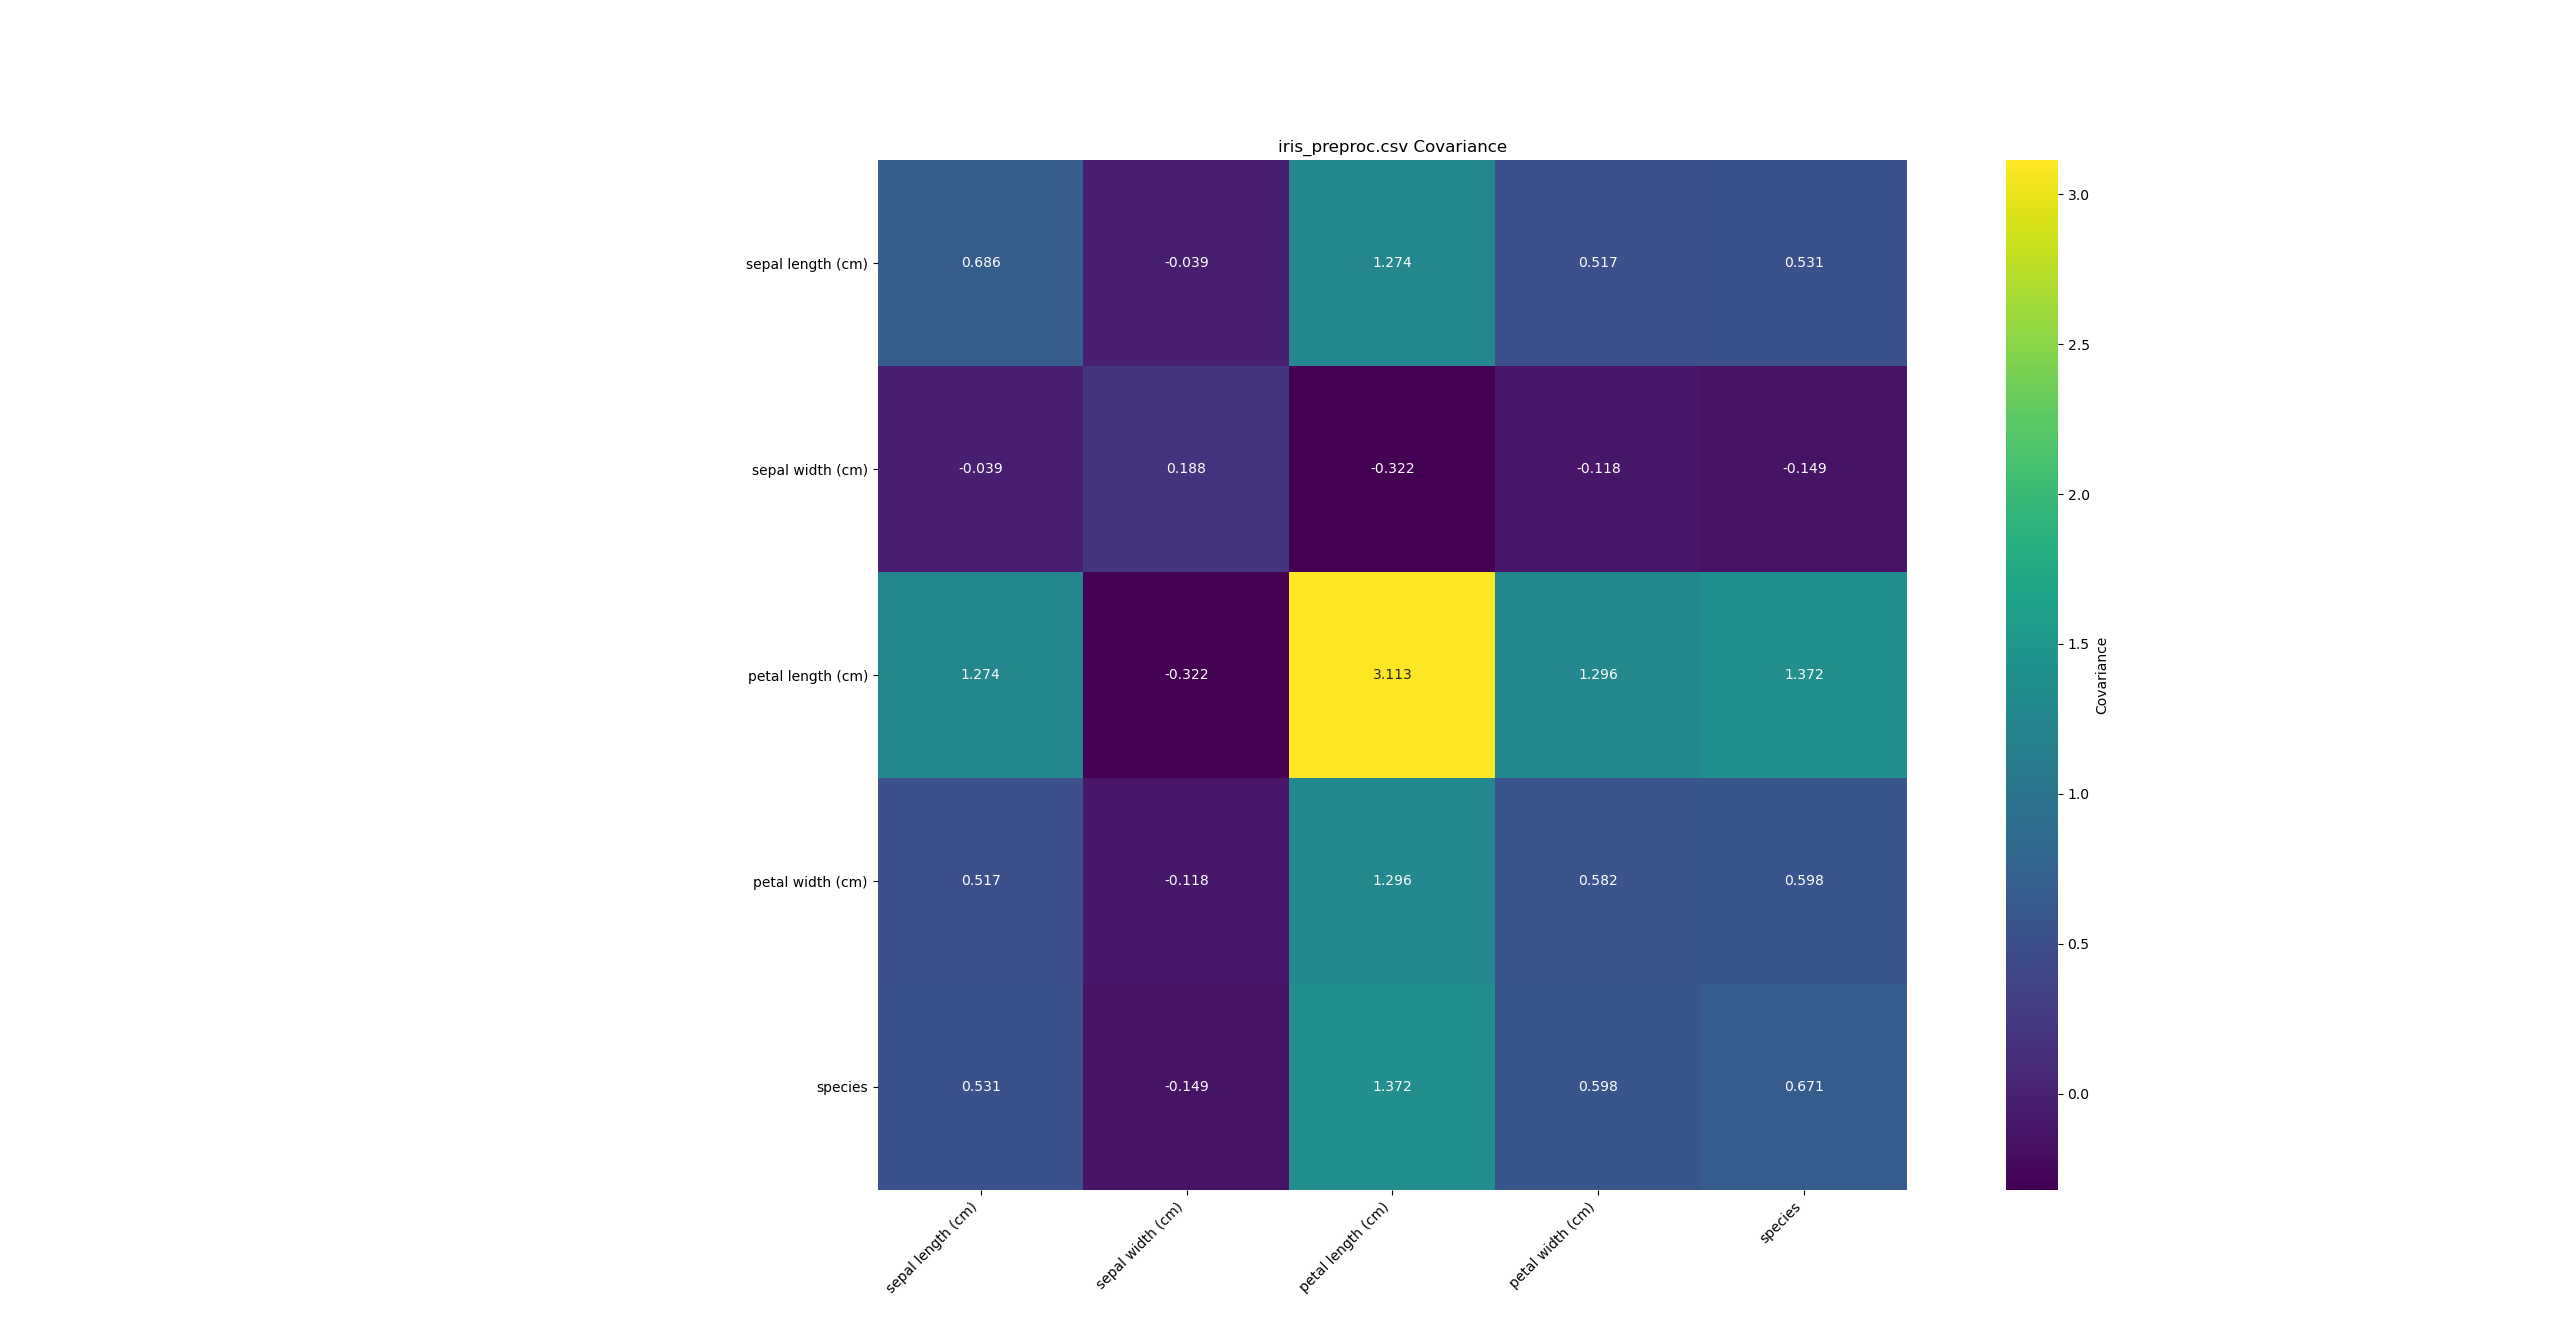 iris_preproc.csv Covariance
sepal length (cm) 0.686 -0.039 1.274 0.517 0.531
sepal width (cm) -0.039 0.188 -0.322 -0.118 -0.149
petal length (cm) 1.274 -0.322 3.113 1.296 1.372
petal width (cm) 0.517 -0.118 1.296 0.582 0.598
species 0.531 -0.149 1.372 0.598 0.671
sepal length (cm)
sepal width (cm)
petal length (cm)
petal width (cm)
species
3.0
2.5
2.0
1.5
1.0
0.5
0.0
Covariance